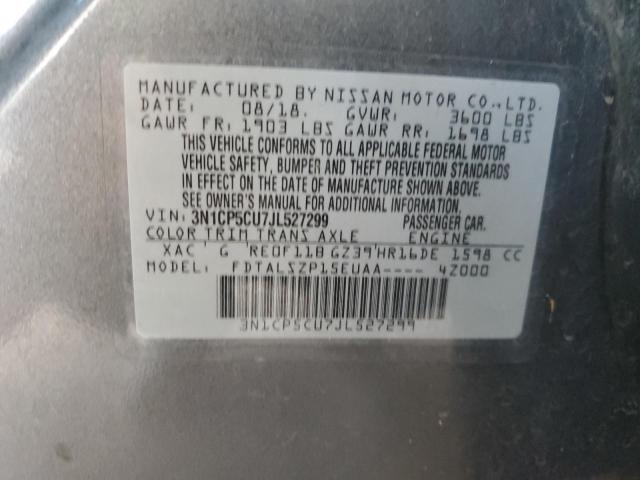 MANUFACTURED BY NISSAN MOTOR CO.,LTD.
DATE: 08/18. GVWR: 3600 LBS
GAWR FR: 1903 LBS GAWR RR: 1698 LBS
THIS VEHICLE CONFORMS TO ALL APPLICABLE FEDERAL MOTOR
VEHICLE SAFETY, BUMPER AND THEFT PREVENTION STANDARDS
IN EFFECT ON THE DATE OF MANUFACTURE SHOWN ABOVE.
SEE OWNER'S MANUAL FOR ADDITIONAL INFORMATION.
VIN: 3N1CP5CU7JL527299 PASSENGER CAR.
COLOR TRIM TRANS AXLE ENGINE
XAC G RE0F11B GZ39 HR16DE 1598 CC
FDTALSZP15EUAA---- 4Z000
3N1CP5CU7JL527299